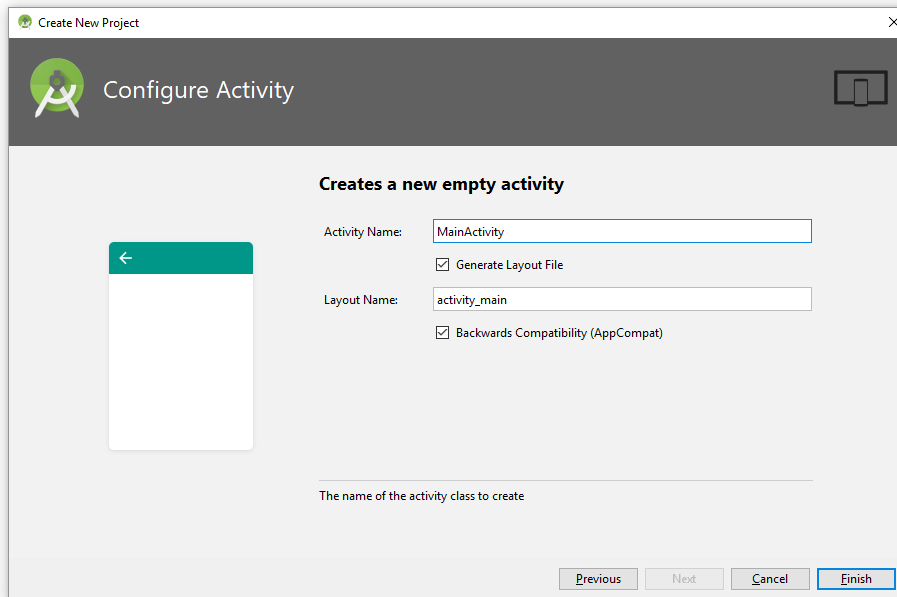 Create New Project
Configure Activity
Creates a new empty activity
Activity Name: MainActivity
Generate Layout File
Layout Name: activity_main
Backwards Compatibility (AppCompat)
The name of the activity class to create
Previous Next Cancel Finish